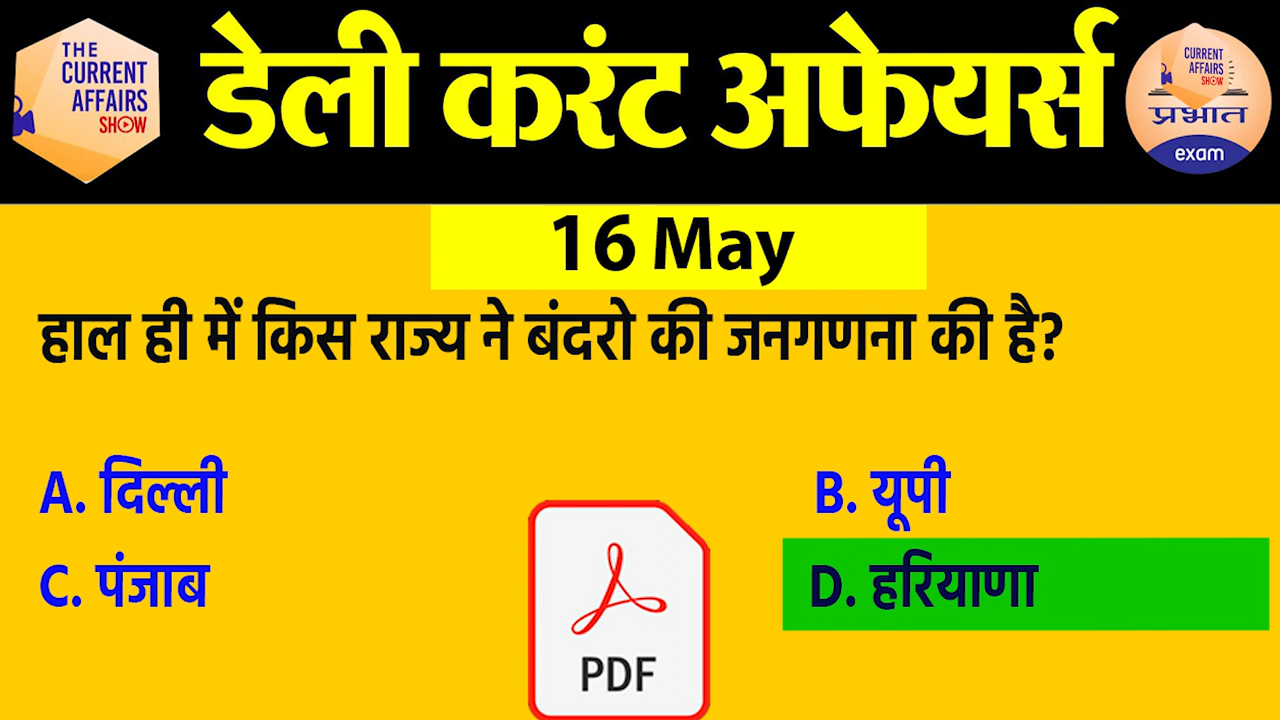 THE
CURRENT
AFFAIRS
SHOW
डेली करंट अफेयर्स
CURRENT
AFFAIRS
SHOW
प्रभात
exam
16 May
हाल ही में किस राज्य ने बंदरो की जनगणना की है?
A. दिल्ली
B. यूपी
C. पंजाब
D. हरियाणा
PDF